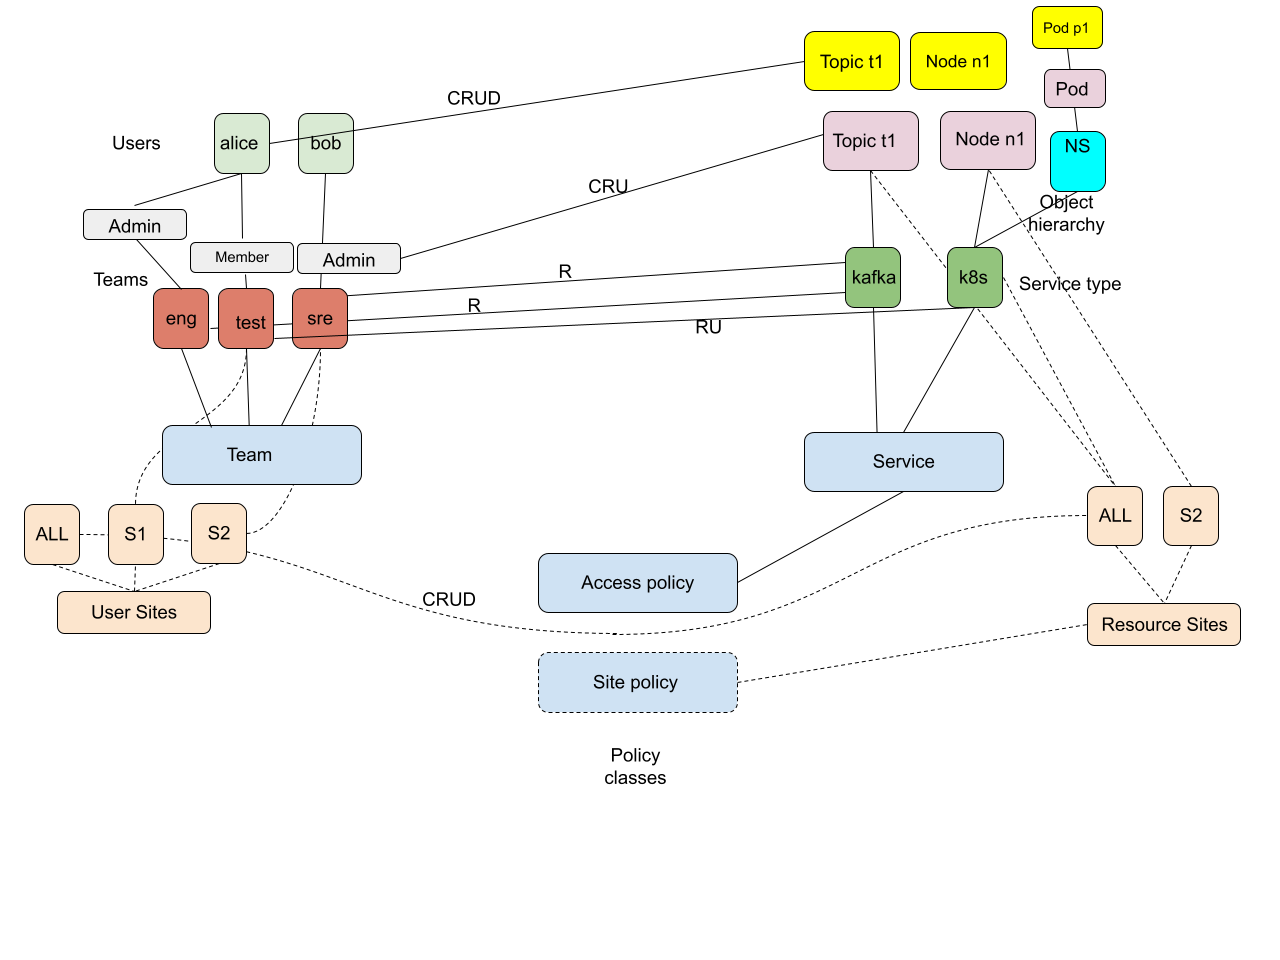 Pod p1
Topic t1
Node n1
Pod
CRUD
Users
alice
bob
Topic t1
Node n1
NS
CRU
Object
hierarchy
Admin
Member
Admin
Teams
R
kafka
k8s
Service type
eng
test
sre
R
RU
Team
Service
ALL
S1
S2
ALL
S2
Access policy
User Sites
CRUD
Resource Sites
Site policy
Policy
classes